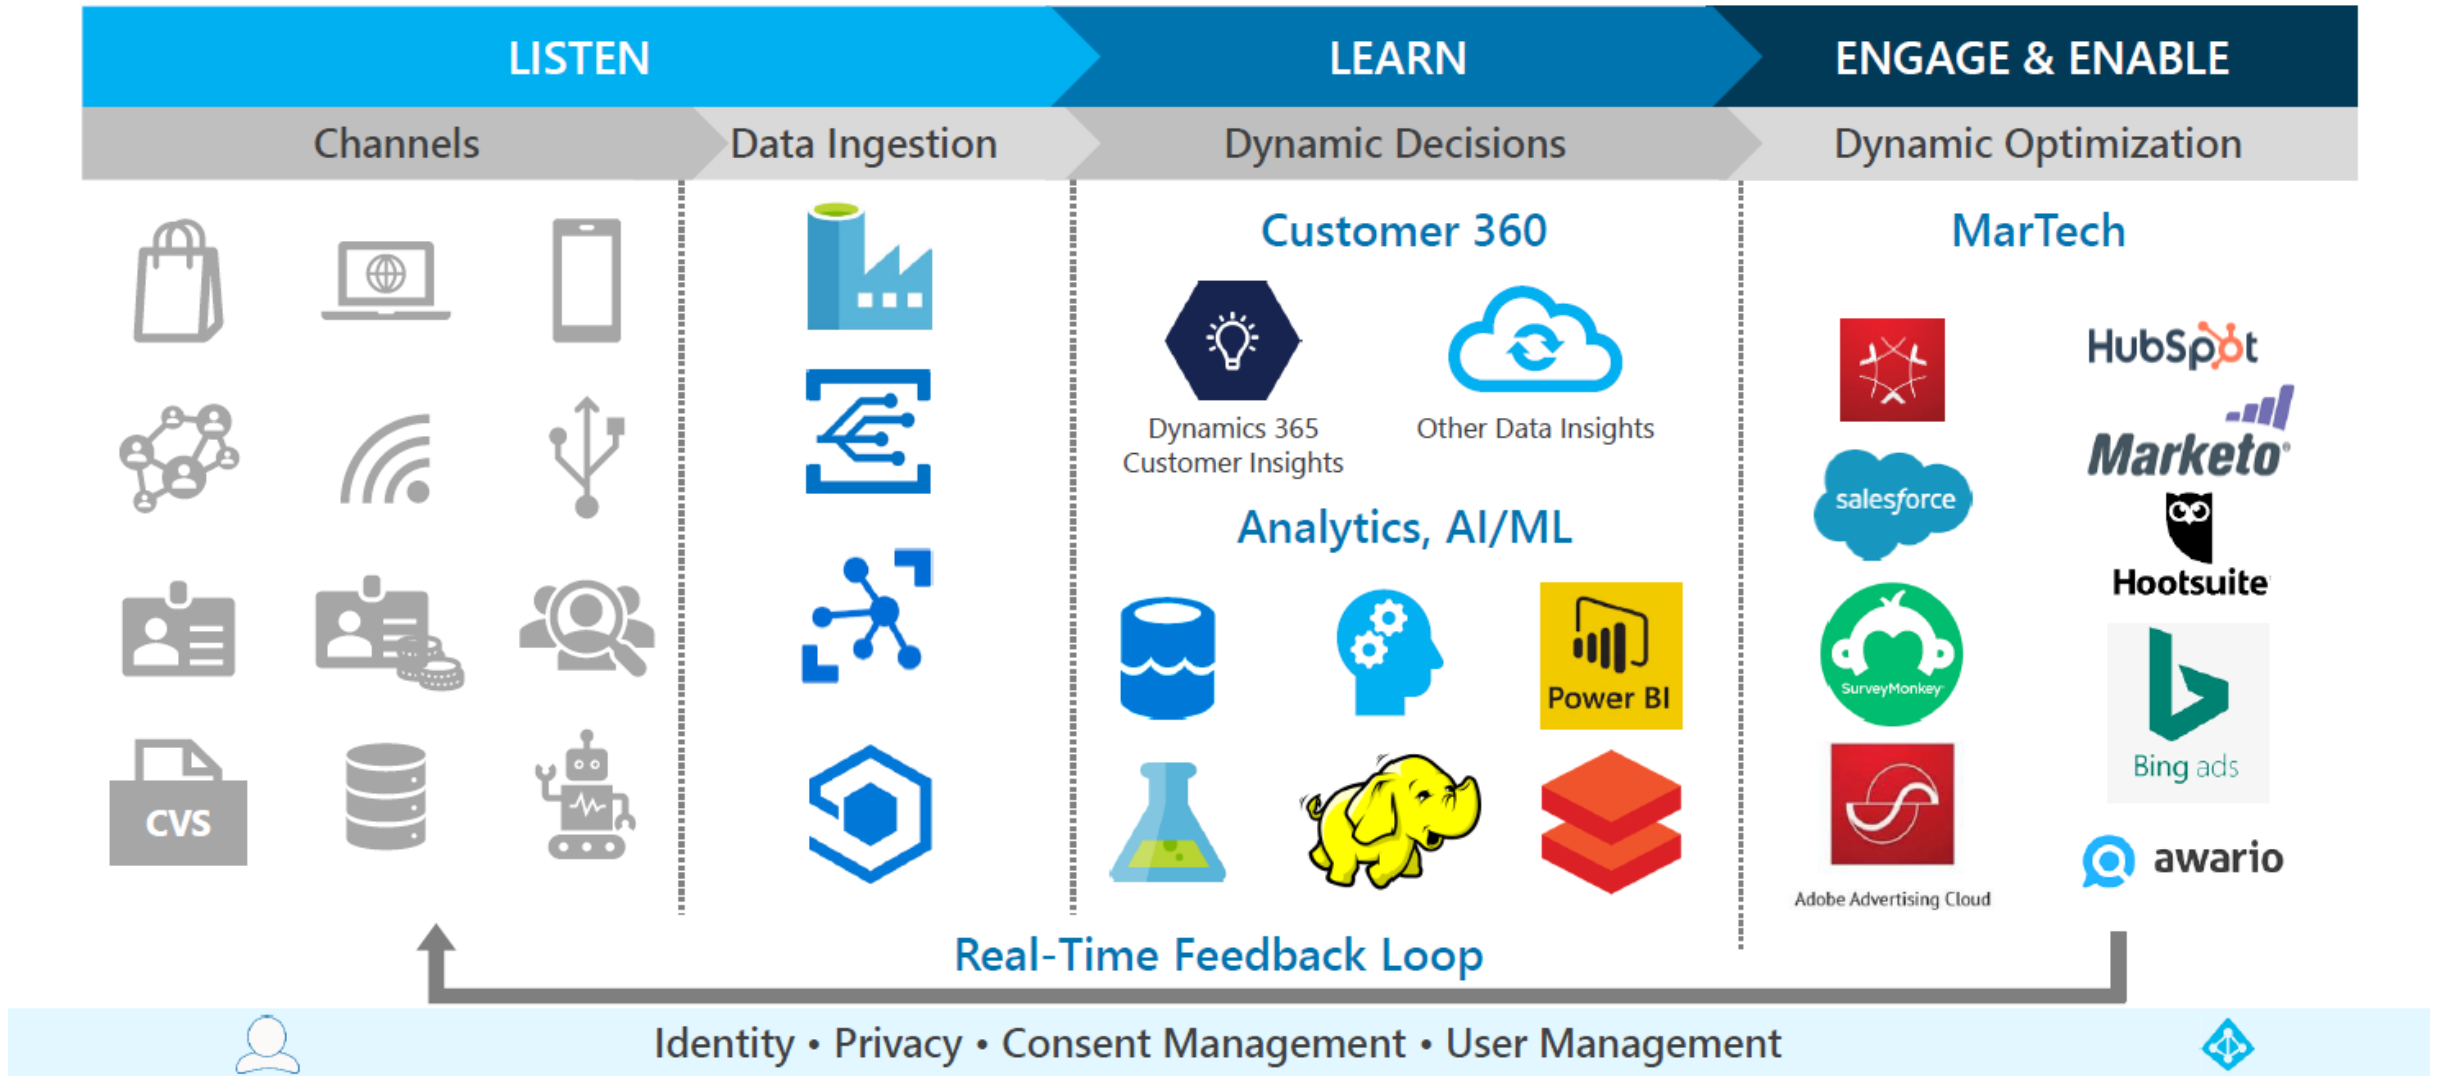 LISTEN
LEARN
ENGAGE & ENABLE
Channels
Data Ingestion
Dynamic Decisions
Dynamic Optimization
CVS
Customer 360
Dynamics 365
Customer Insights
Other Data Insights
Analytics, AI/ML
Power BI
MarTech
HubSpot
Marketo®
salesforce
Hootsuite
SurveyMonkey
Bing ads
Adobe Advertising Cloud
awario
Real-Time Feedback Loop
Identity • Privacy • Consent Management • User Management